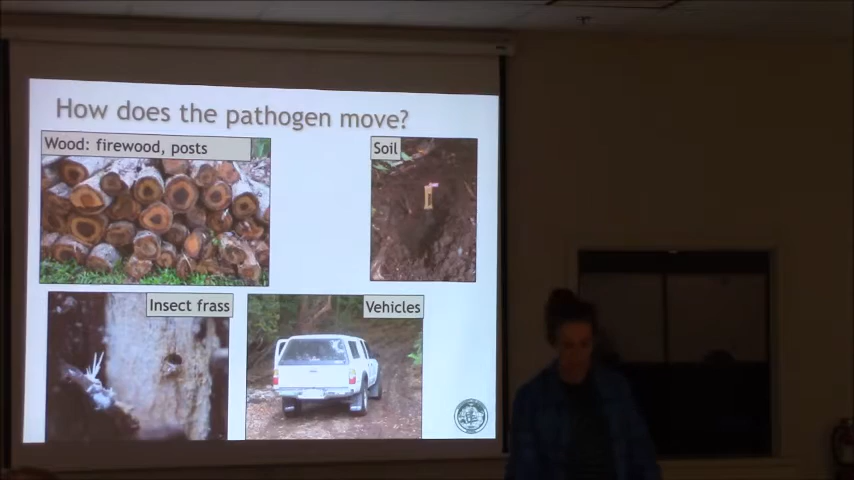 How does the pathogen move?
Wood: firewood, posts
Soil
Insect frass
Vehicles